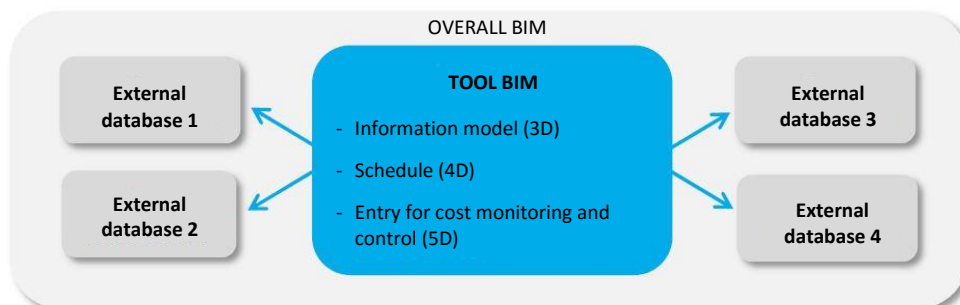 OVERALL BIM
External
database 1
External
database 2
TOOL BIM
- Information model (3D)
- Schedule (4D)
- Entry for cost monitoring and
control (5D)
External
database 3
External
database 4